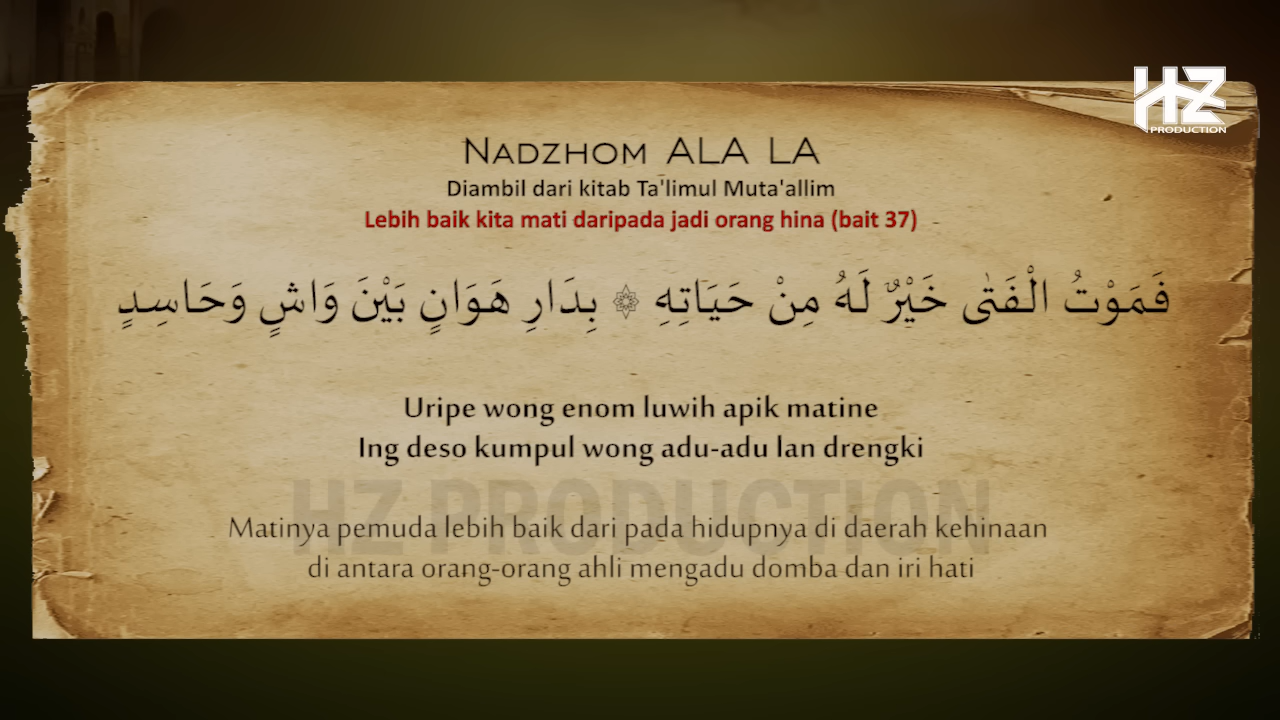 HZ
PRODUCTION
NADZHOM ALA LA
Diambil dari kitab Ta'limul Muta'allim
Lebih baik kita mati daripada jadi orang hina (bait 37)
فَمَوْتُ الْفَتٰى خَيْرٌ لَهُ مِنْ حَيَاتِهِ ۞ بِدَارِ هَوَانٍ بَيْنَ وَاشٍ وَحَاسِدٍ
Uripe wong enom luwih apik matine
Ing deso kumpul wong adu-adu lan drengki
HZ PRODUCTION
Matinya pemuda lebih baik dari pada hidupnya di daerah kehinaan
di antara orang-orang ahli mengadu domba dan iri hati